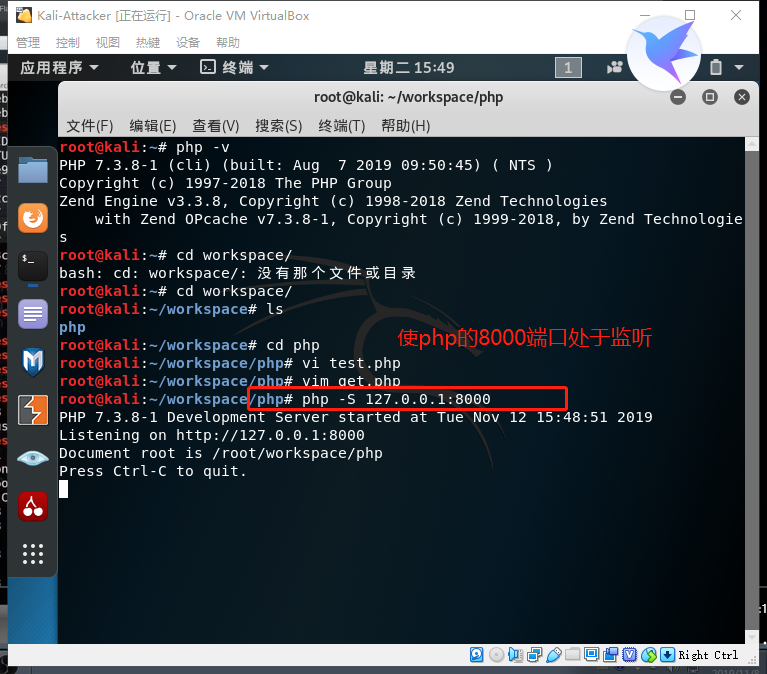 Kali-Attacker [正在运行] - Oracle VM VirtualBox
管理 控制 视图 热键 设备 帮助
应用程序 位置 终端 星期二 15:49 1
root@kali: ~/workspace/php
文件(F) 编辑(E) 查看(V) 搜索(S) 终端(T) 帮助(H)
root@kali:~# php -v
PHP 7.3.8-1 (cli) (built: Aug  7 2019 09:50:45) ( NTS )
Copyright (c) 1997-2018 The PHP Group
Zend Engine v3.3.8, Copyright (c) 1998-2018 Zend Technologies
    with Zend OPcache v7.3.8-1, Copyright (c) 1999-2018, by Zend Technologie
s
root@kali:~# cd workspace/
bash: cd: workspace/: 没有那个文件或目录
root@kali:~# cd workspace/
root@kali:~/workspace# ls
php
root@kali:~/workspace# cd php
使php的8000端口处于监听
root@kali:~/workspace/php# vi test.php
root@kali:~/workspace/php# vim get.php
root@kali:~/workspace/php# php -S 127.0.0.1:8000
PHP 7.3.8-1 Development Server started at Tue Nov 12 15:48:51 2019
Listening on http://127.0.0.1:8000
Document root is /root/workspace/php
Press Ctrl-C to quit.
Right Ctrl